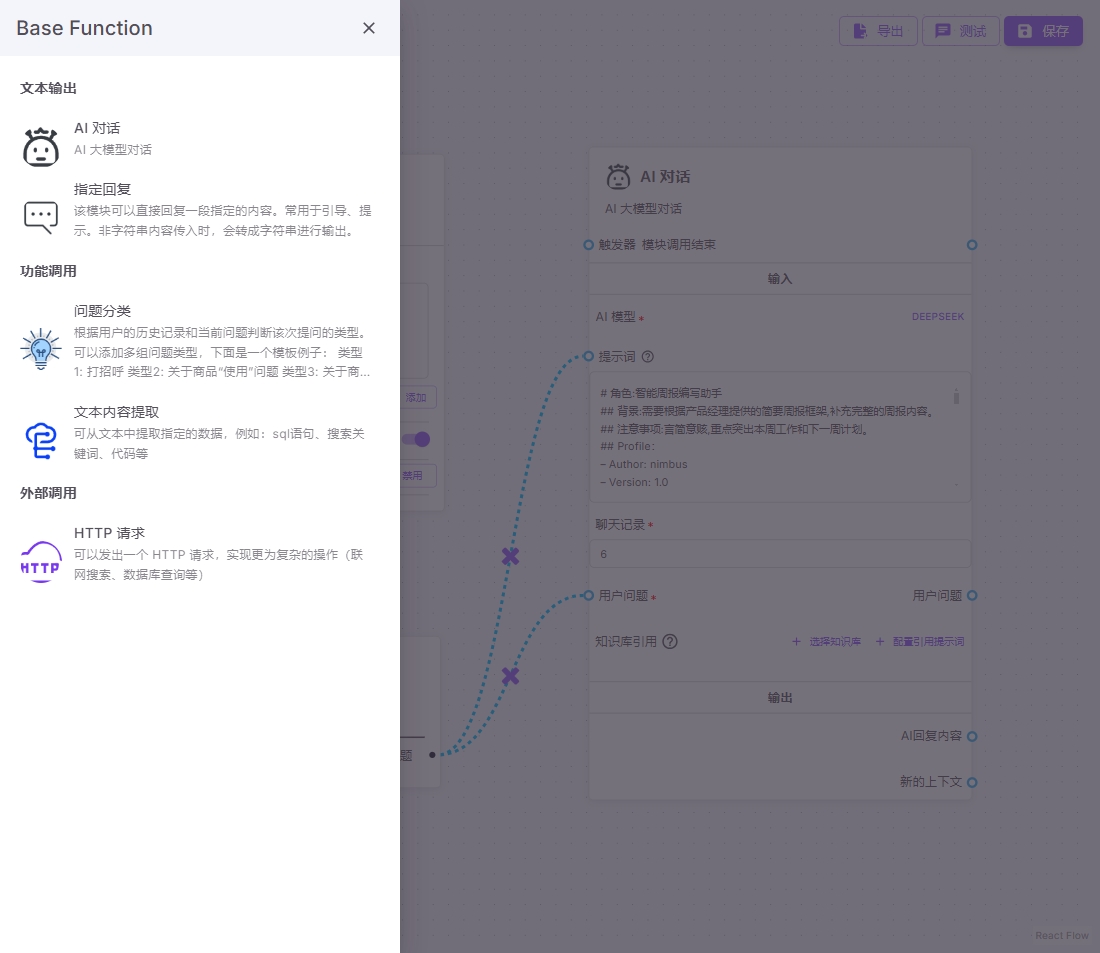 Base Function
文本输出
AI 对话
AI 大模型对话
指定回复
该模块可以直接回复一段指定的内容。常用于引导、提
示。非字符串内容传入时，会转成字符串进行输出。
功能调用
问题分类
根据用户的历史记录和当前问题判断该次提问的类型。
可以添加多组问题类型，下面是一个模板例子： 类型
1: 打招呼 类型2: 关于商品“使用”问题 类型3: 关于商...
文本内容提取
可从文本中提取指定的数据，例如：sql语句、搜索关
键词、代码等
外部调用
HTTP
HTTP 请求
可以发出一个 HTTP 请求，实现更为复杂的操作（联
网搜索、数据库查询等）
添加
禁用
题
导出
测试
保存
AI 对话
AI 大模型对话
触发器 模块调用结束
输入
AI 模型 *
DEEPSEEK
提示词
# 角色:智能周报编写助手
## 背景:需要根据产品经理提供的简要周报框架,补充完整的周报内容。
## 注意事项:言简意赅,重点突出本周工作和下一周计划。
## Profile:
– Author: nimbus
– Version: 1.0
聊天记录 *
6
用户问题 *
用户问题
知识库引用
+ 选择知识库
+ 配置引用提示词
输出
AI回复内容
新的上下文
React Flow